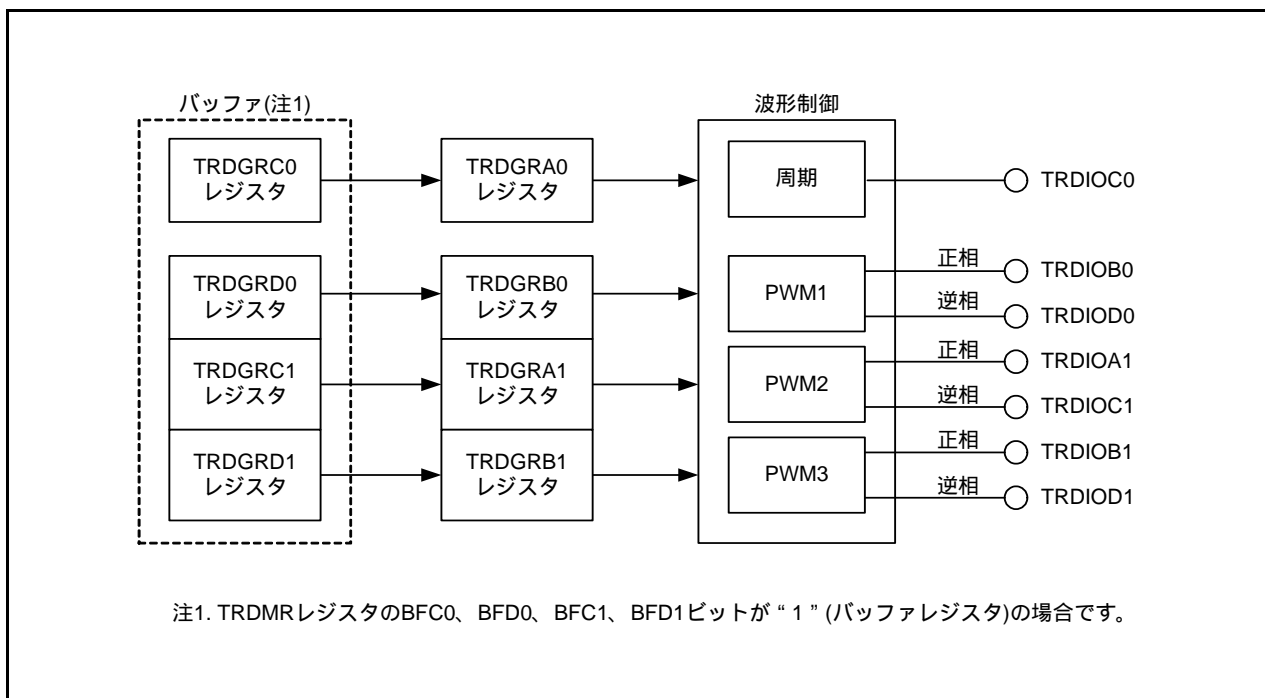 バッファ(注1)
波形制御
TRDGRC0
レジスタ
TRDGRA0
レジスタ
周期
TRDIOC0
TRDGRD0
レジスタ
TRDGRB0
レジスタ
PWM1
正相
TRDIOB0
逆相
TRDIOD0
TRDGRC1
レジスタ
TRDGRA1
レジスタ
PWM2
正相
TRDIOA1
逆相
TRDIOC1
TRDGRD1
レジスタ
TRDGRB1
レジスタ
PWM3
正相
TRDIOB1
逆相
TRDIOD1
注1. TRDMRレジスタのBFC0、BFD0、BFC1、BFD1ビットが“ 1 ” (バッファレジスタ)の場合です。